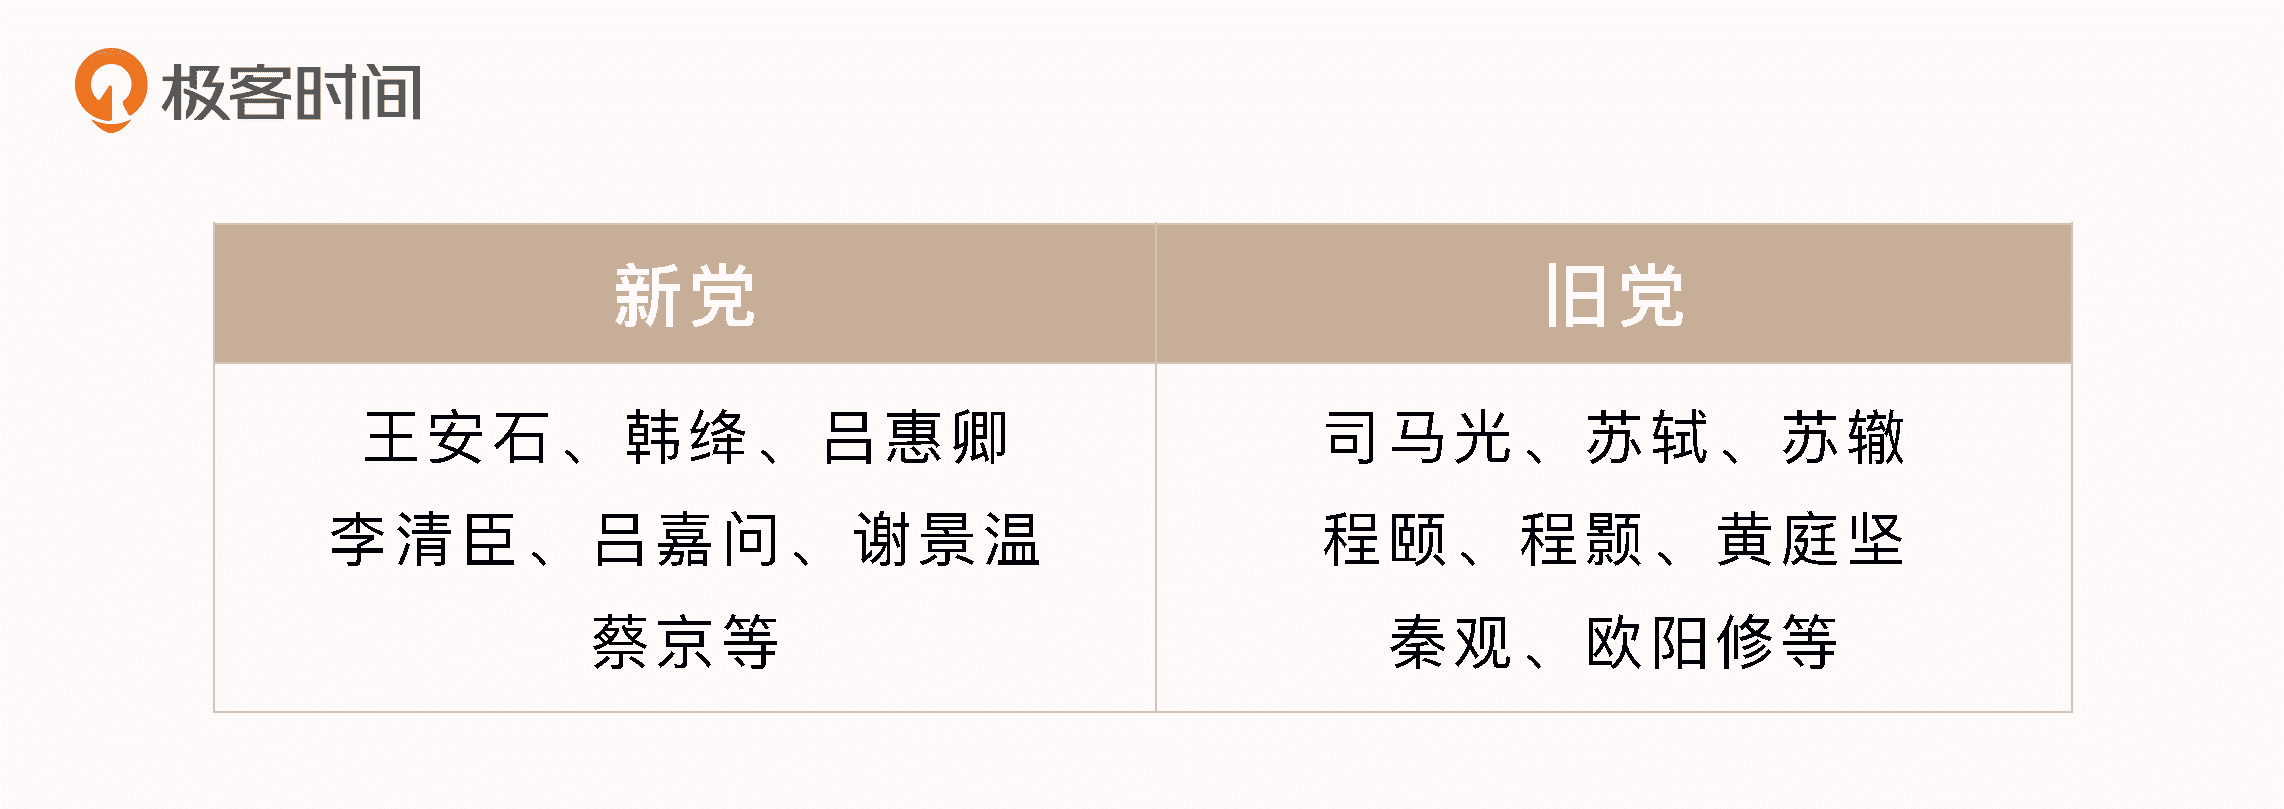 极客时间
新党
旧党
王安石、韩绛、吕惠卿
李清臣、吕嘉问、谢景温
蔡京等
司马光、苏轼、苏辙
程颐、程颢、黄庭坚
秦观、欧阳修等